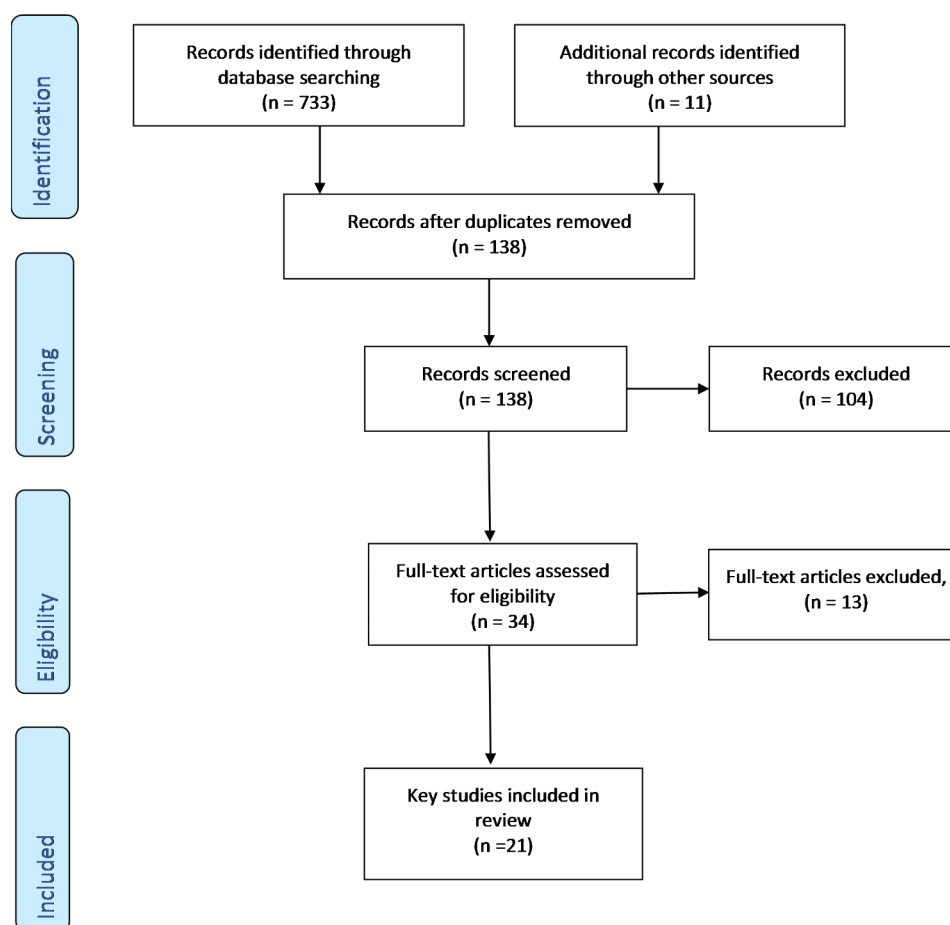 Identification
Records identified through
database searching
(n = 733)
Additional records identified
through other sources
(n = 11)
Records after duplicates removed
(n = 138)
Screening
Records screened
(n = 138)
Records excluded
(n = 104)
Eligibility
Full-text articles assessed
for eligibility
(n = 34)
Full-text articles excluded,
(n = 13)
Included
Key studies included in
review
(n =21)